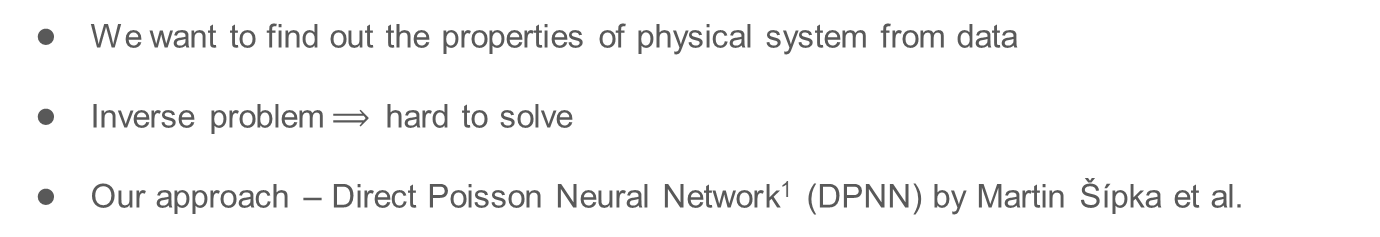 ● We want to find out the properties of physical system from data
● Inverse problem ⟹ hard to solve
● Our approach – Direct Poisson Neural Network¹ (DPNN) by Martin Šípka et al.